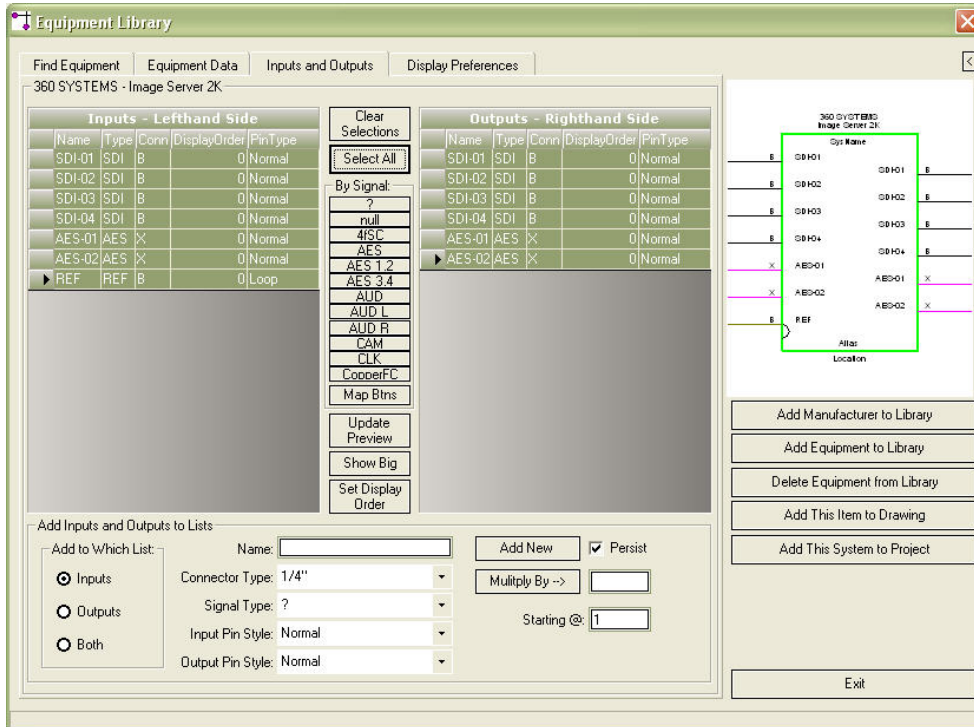 Equipment Library
Find Equipment
Equipment Data
Inputs and Outputs
Display Preferences
<
360 SYSTEMS - Image Server 2K
Inputs - Lefthand Side
Name Type Conn DisplayOrder PinType
SDI-01 SDI B 0 Normal
SDI-02 SDI B 0 Normal
SDI-03 SDI B 0 Normal
SDI-04 SDI B 0 Normal
AES-01 AES X 0 Normal
AES-02 AES X 0 Normal
REF REF B 0 Loop
Clear
Selections
Select All
By Signal:
?
null
4fSC
AES
AES 1.2
AES 3.4
AUD
AUD L
AUD R
CAM
CLK
CopperFC
Map Btns
Update
Preview
Show Big
Set Display
Order
Outputs - Righthand Side
Name Type Conn DisplayOrder PinType
SDI-01 SDI B 0 Normal
SDI-02 SDI B 0 Normal
SDI-03 SDI B 0 Normal
SDI-04 SDI B 0 Normal
AES-01 AES X 0 Normal
AES-02 AES X 0 Normal
360 SYSTEMS
Image Server 2K
Sys Name
B SDI-01
SDI-01 B
B SDI-02
SDI-02 B
B SDI-03
SDI-03 B
B SDI-04
SDI-04 B
X AES-01
AES-01 X
X AES-02
AES-02 X
B REF
Alias
Location
Add Manufacturer to Library
Add Equipment to Library
Delete Equipment from Library
Add This Item to Drawing
Add This System to Project
Exit
Add Inputs and Outputs to Lists
Add to Which List:
Inputs
Outputs
Both
Name:
Connector Type: 1/4"
Signal Type: ?
Input Pin Style: Normal
Output Pin Style: Normal
Add New
Persist
Mulitply By -->
Starting @: 1